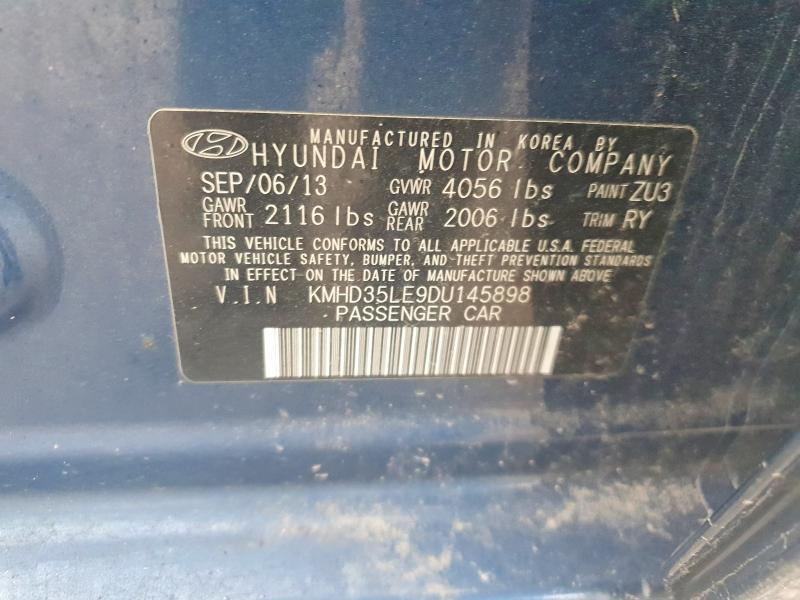 MANUFACTURED IN KOREA BY
HYUNDAI MOTOR COMPANY
SEP/06/13 GVWR 4056 lbs PAINT ZU3
GAWR FRONT 2116 lbs GAWR REAR 2006 lbs TRIM RY
THIS VEHICLE CONFORMS TO ALL APPLICABLE U.S.A. FEDERAL
MOTOR VEHICLE SAFETY, BUMPER, AND THEFT PREVENTION STANDARDS
IN EFFECT ON THE DATE OF MANUFACTURE SHOWN ABOVE
V.I.N KMHD35LE9DU145898
PASSENGER CAR